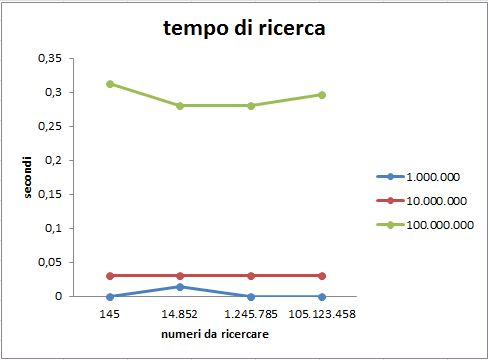 tempo di ricerca
0,35
0,3
0,25
0,2
0,15
0,1
0,05
0
secondi
145 14.852 1.245.785 105.123.458
numeri da ricercare
1.000.000
10.000.000
100.000.000